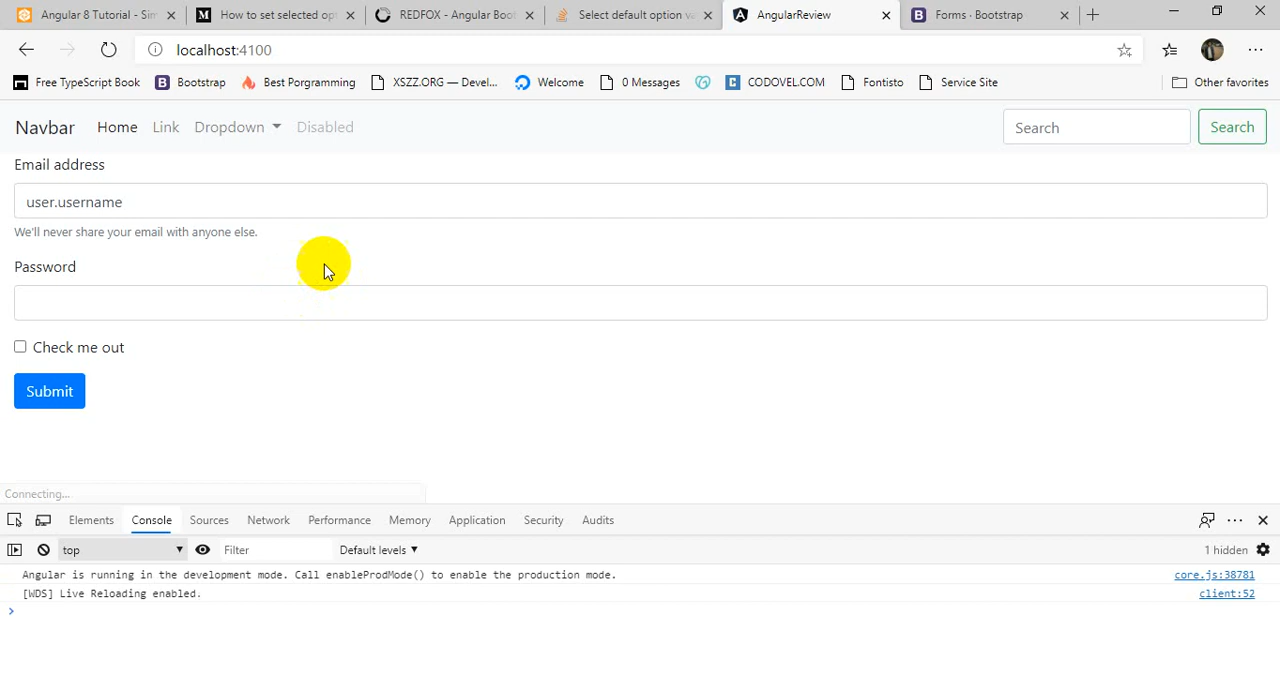 Angular 8 Tutorial - Sim
How to set selected opt
REDFOX - Angular Boot
Select default option va
AngularReview
Forms · Bootstrap
localhost:4100
Free TypeScript Book
Bootstrap
Best Porgramming
XSZZ.ORG — Devel...
Welcome
0 Messages
CODOVEL.COM
Fontisto
Service Site
Other favorites
Navbar
Home
Link
Dropdown
Disabled
Search
Search
Email address
user.username
We'll never share your email with anyone else.
Password
Check me out
Submit
Connecting...
Elements
Console
Sources
Network
Performance
Memory
Application
Security
Audits
top
Filter
Default levels
1 hidden
Angular is running in the development mode. Call enableProdMode() to enable the production mode.
core.js:38781
[WDS] Live Reloading enabled.
client:52